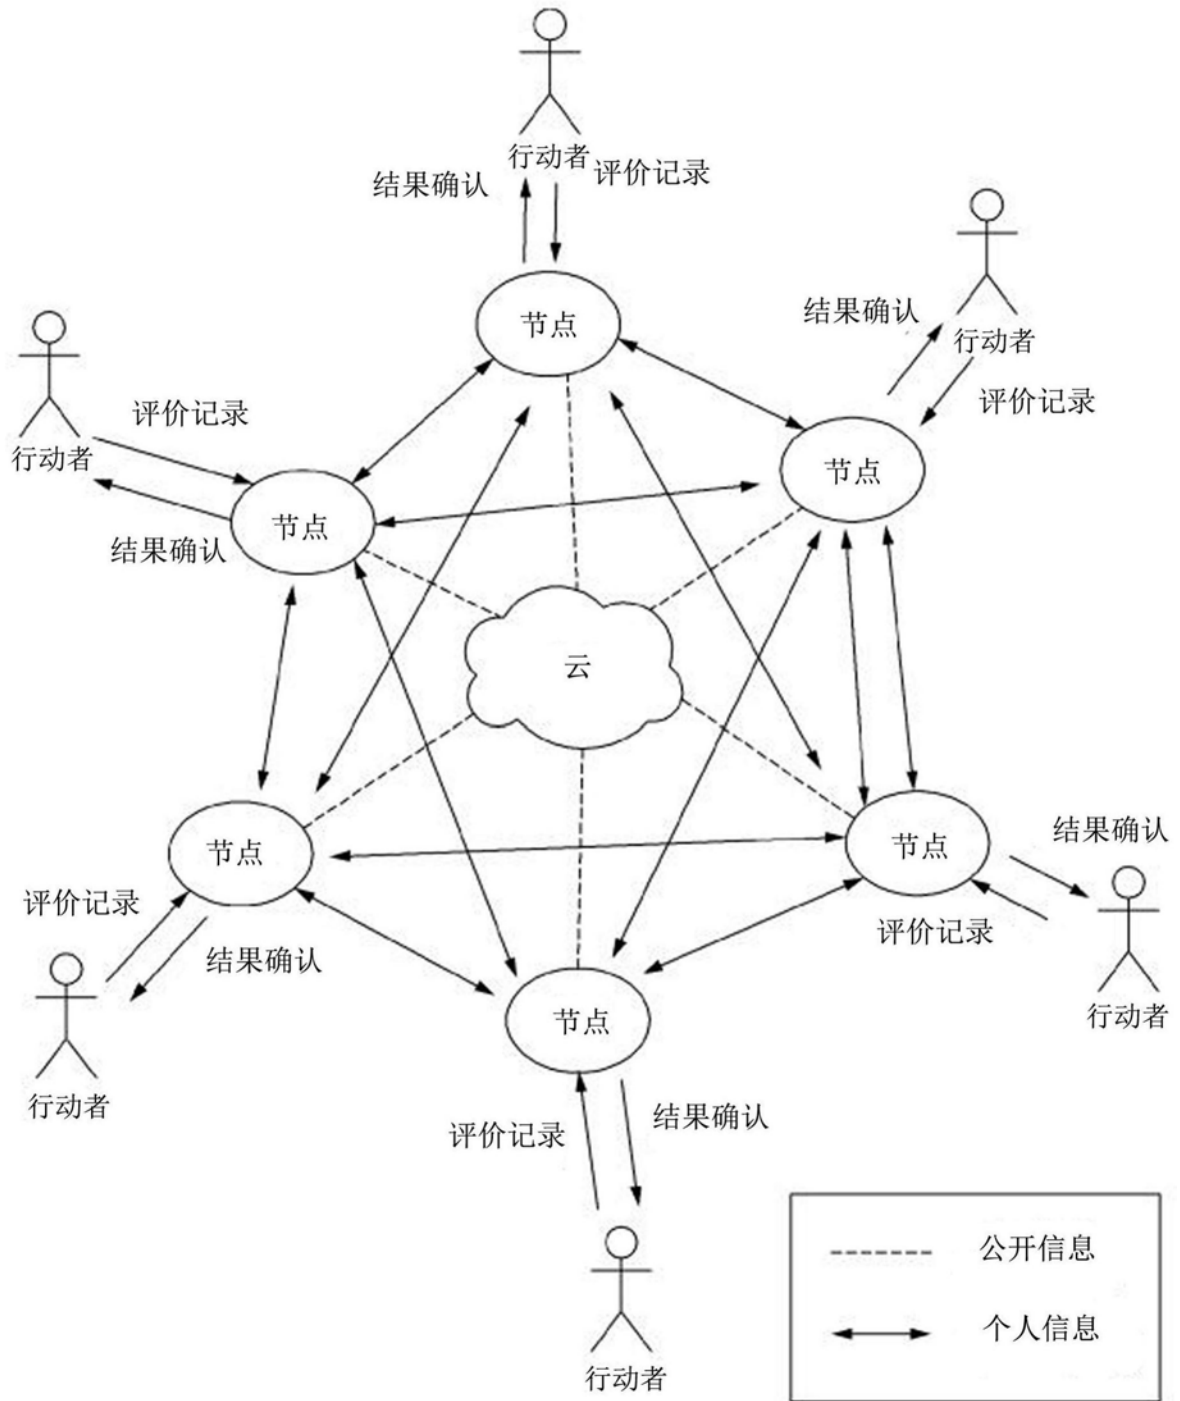 行动者
评价记录
结果确认
节点
结果确认
行动者
评价记录
节点
评价记录
行动者
结果确认
节点
云
节点
评价记录
结果确认
行动者
节点
结果确认
评价记录
行动者
节点
评价记录
结果确认
行动者
公开信息
个人信息